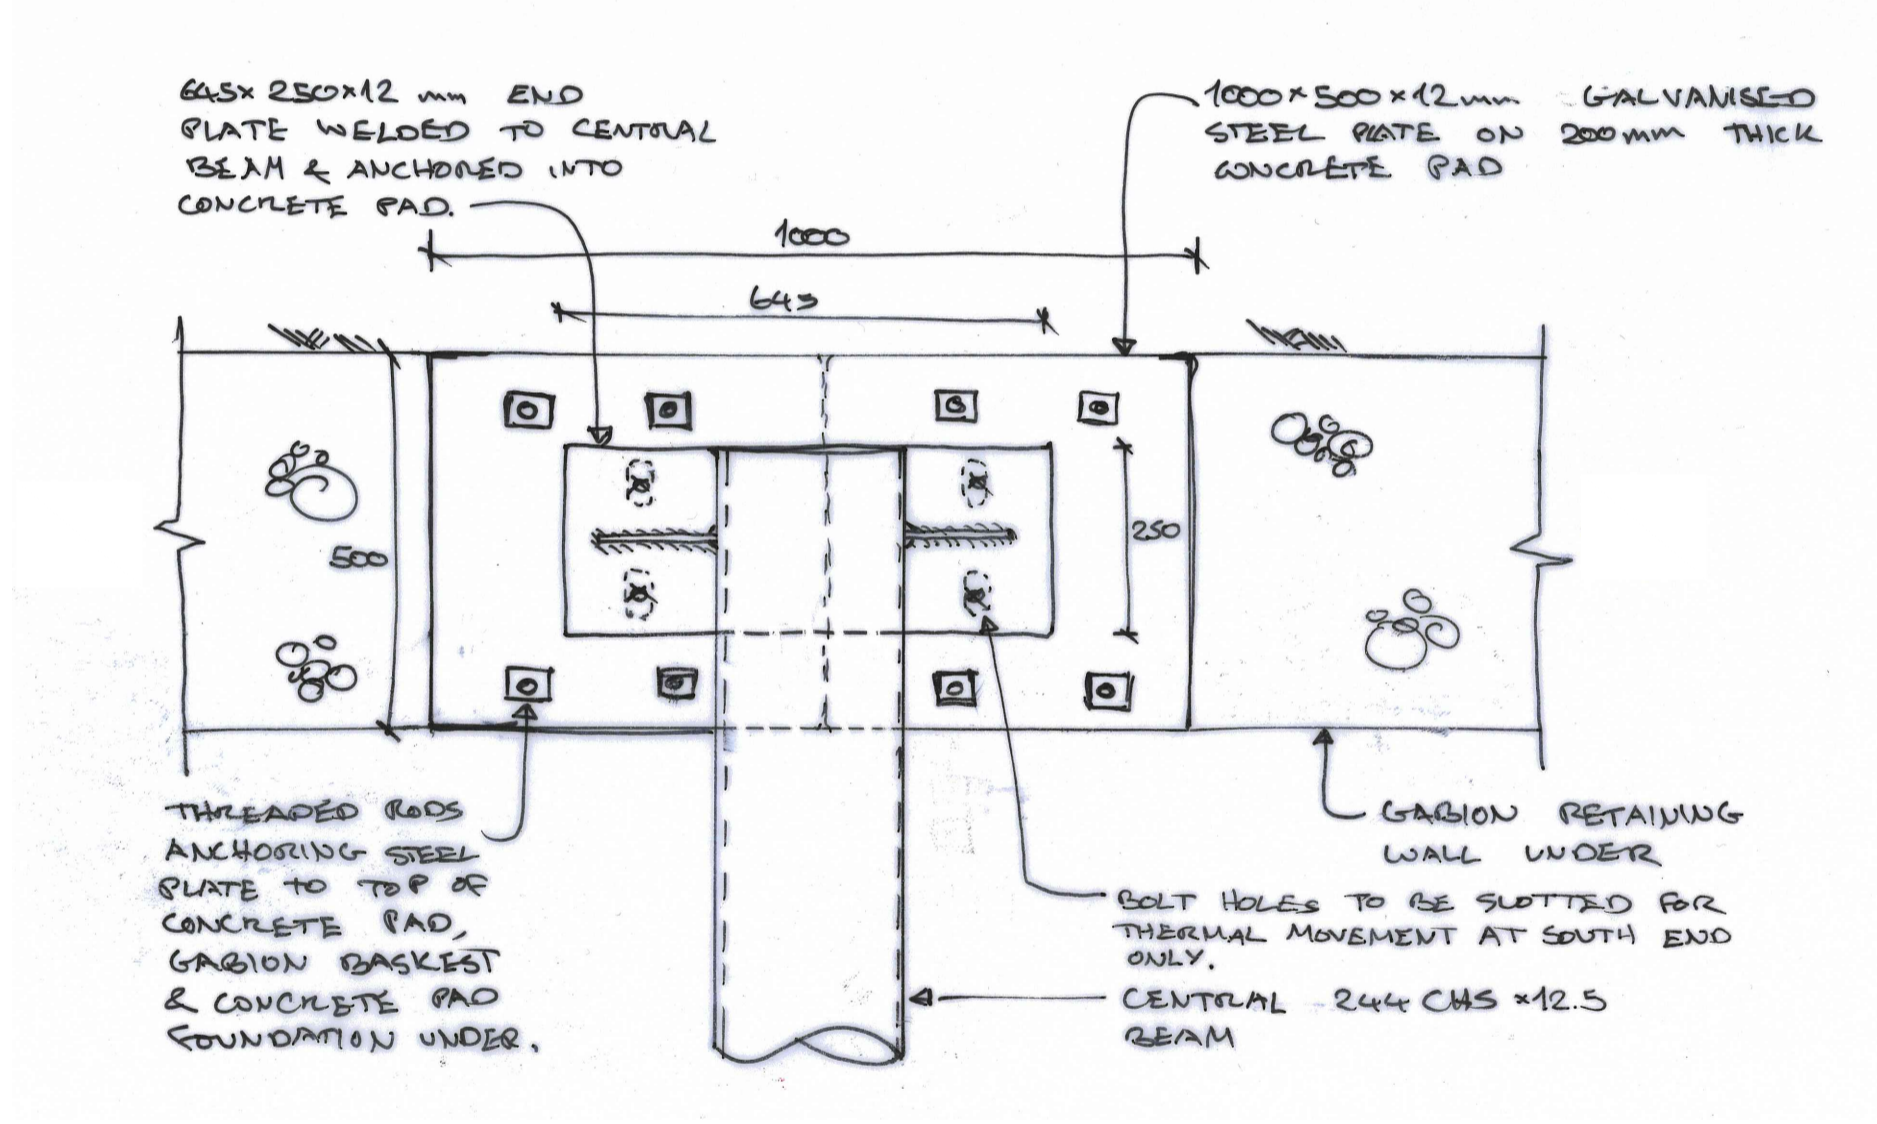 645x 250x12 mm END
PLATE WELDED TO CENTRAL
BEAM & ANCHORED INTO
CONCRETE PAD.
1000x500x12mm GALVANISED
STEEL PLATE ON 200mm THICK
CONCRETE PAD
1000
645
500
250
THREADED RODS
ANCHORING STEEL
PLATE TO TOP OF
CONCRETE PAD,
GABION BASKEST
& CONCRETE PAD
FOUNDATION UNDER.
GABION RETAINING
WALL UNDER
BOLT HOLES TO BE SLOTTED FOR
THERMAL MOVEMENT AT SOUTH END
ONLY.
CENTRAL 244 CHS x12.5
BEAM